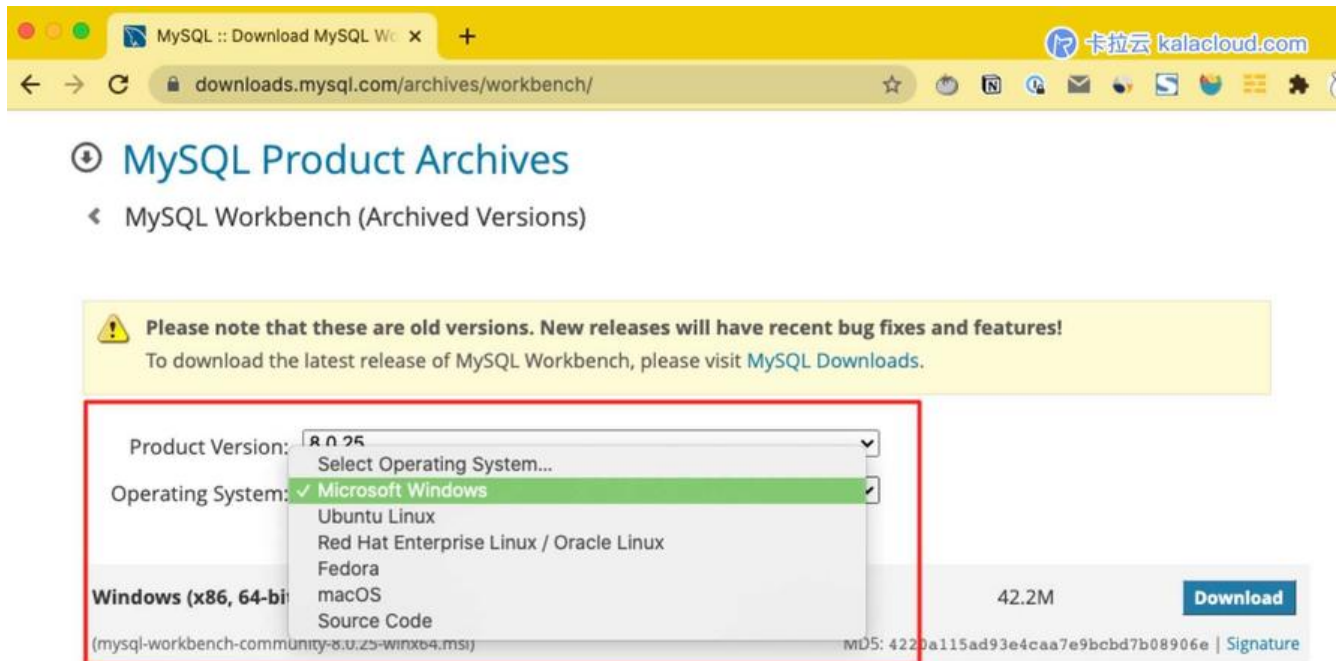 MySQL :: Download MySQL Wo
卡拉云 kalacloud.com
downloads.mysql.com/archives/workbench/
MySQL Product Archives
MySQL Workbench (Archived Versions)
Please note that these are old versions. New releases will have recent bug fixes and features!
To download the latest release of MySQL Workbench, please visit MySQL Downloads.
Product Version: 8.0.25
Select Operating System...
Operating System: ✓ Microsoft Windows
Ubuntu Linux
Red Hat Enterprise Linux / Oracle Linux
Fedora
macOS
Source Code
Windows (x86, 64-bi
42.2M
Download
(mysql-workbench-community-8.0.25-winx64.msi)
MD5: 4220a115ad93e4caa7e9bcbd7b08906e | Signature